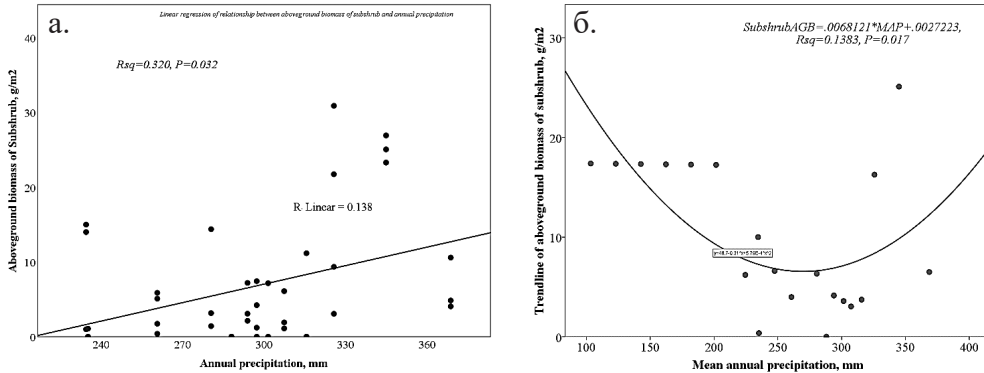 a.
Linear regression of relationship between aboveground biomass of subshrub and annual precipitation
Rsq=0.320, P=0.032
R- Linear = 0.138
Aboveground biomass of Subshrub, g/m2
40
30
20
10
0
240
270
300
330
360
Annual precipitation, mm
б.
SubshrubAGB=.0068121*MAP+.0027223,
Rsq=0.1383, P=0.017
Trendline of aboveground biomass of subshrub, g/m2
30
20
10
0
100
150
200
250
300
350
400
Mean annual precipitation, mm